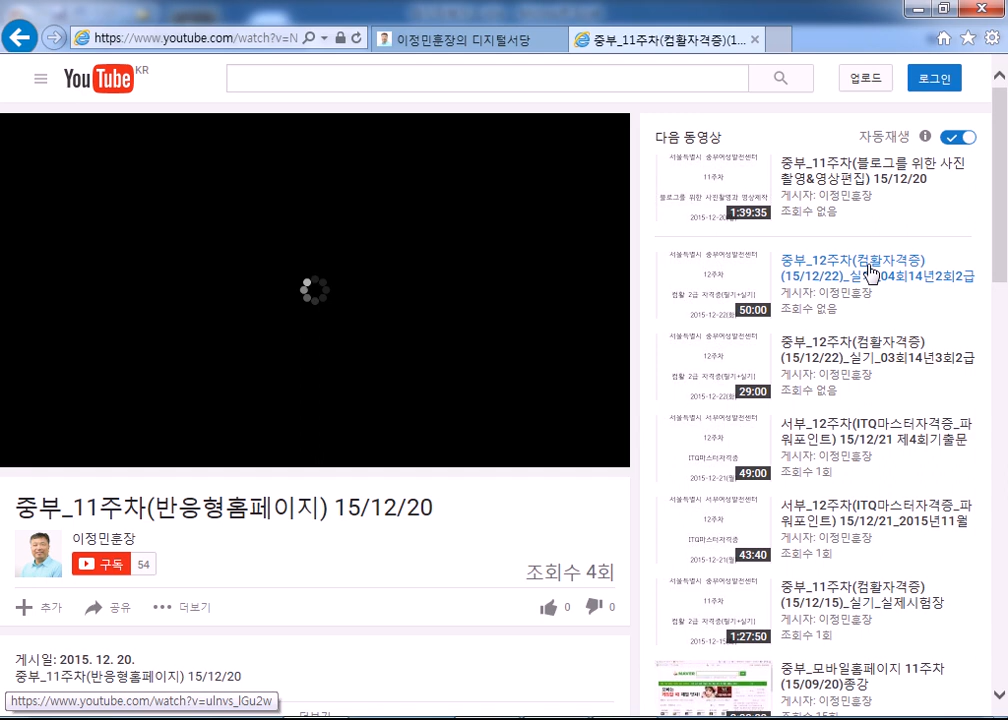 https://www.youtube.com/watch?v=N
이정민훈장의 디지털서당
중부_11주차(컴활자격증)(1...
YouTube KR
업로드
로그인
다음 동영상
자동재생
서울특별시 중부여성발전센터
11주차
블로그를 위한 사진촬영과 영상제작
2015-12-20
1:39:35
중부_11주차(블로그를 위한 사진
촬영&영상편집) 15/12/20
게시자: 이정민훈장
조회수 없음
서울특별시 중부여성발전센터
12주차
컴활 2급 자격증(필기+실기)
2015-12-22(화)
50:00
중부_12주차(컴활자격증)
(15/12/22)_실 04회14년2회2급
게시자: 이정민훈장
조회수 없음
서울특별시 중부여성발전센터
12주차
컴활 2급 자격증(필기+실기)
2015-12-22(화)
29:00
중부_12주차(컴활자격증)
(15/12/22)_실기_03회14년3회2급
게시자: 이정민훈장
조회수 없음
서울특별시 서부여성발전센터
12주차
ITQ마스터자격증
2015-12-21(월)
49:00
서부_12주차(ITQ마스터자격증_파
워포인트) 15/12/21 제4회기출문
게시자: 이정민훈장
조회수 1회
서울특별시 서부여성발전센터
12주차
ITQ마스터자격증
2015-12-21(월)
43:40
서부_12주차(ITQ마스터자격증_파
워포인트) 15/12/21_2015년11월
게시자: 이정민훈장
조회수 1회
서울특별시 중부여성발전센터
11주차
컴활 2급 자격증(필기+실기)
2015-12-15
1:27:50
중부_11주차(컴활자격증)
(15/12/15)_실기_실제시험장
게시자: 이정민훈장
조회수 1회
NAVER
중부_모바일홈페이지 11주차
(15/09/20)종강
게시자: 이정민훈장
중부_11주차(반응형홈페이지) 15/12/20
이정민훈장
구독 54
조회수 4회
추가 공유 더보기
0 0
게시일: 2015. 12. 20.
중부_11주차(반응형홈페이지) 15/12/20
https://www.youtube.com/watch?v=uInvs_lGu2w